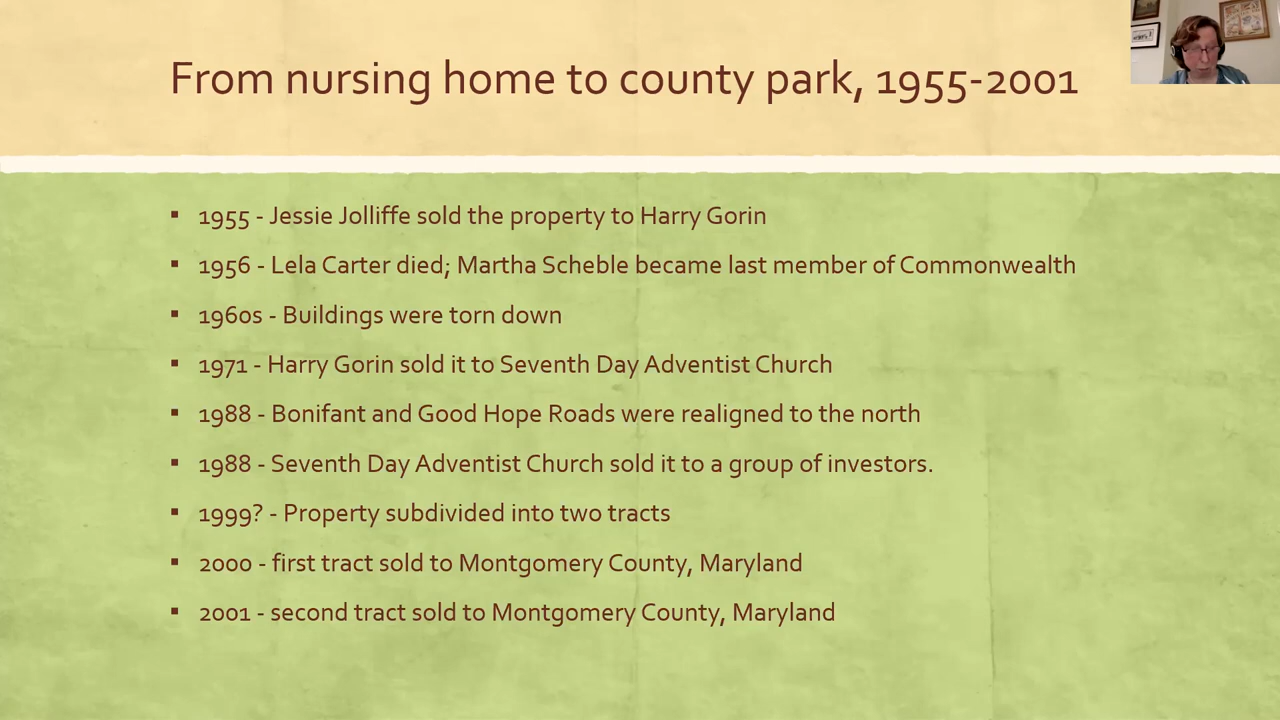 From nursing home to county park, 1955-2001
▪ 1955 - Jessie Jolliffe sold the property to Harry Gorin
▪ 1956 - Lela Carter died; Martha Scheble became last member of Commonwealth
▪ 1960s - Buildings were torn down
▪ 1971 - Harry Gorin sold it to Seventh Day Adventist Church
▪ 1988 - Bonifant and Good Hope Roads were realigned to the north
▪ 1988 - Seventh Day Adventist Church sold it to a group of investors.
▪ 1999? - Property subdivided into two tracts
▪ 2000 - first tract sold to Montgomery County, Maryland
▪ 2001 - second tract sold to Montgomery County, Maryland